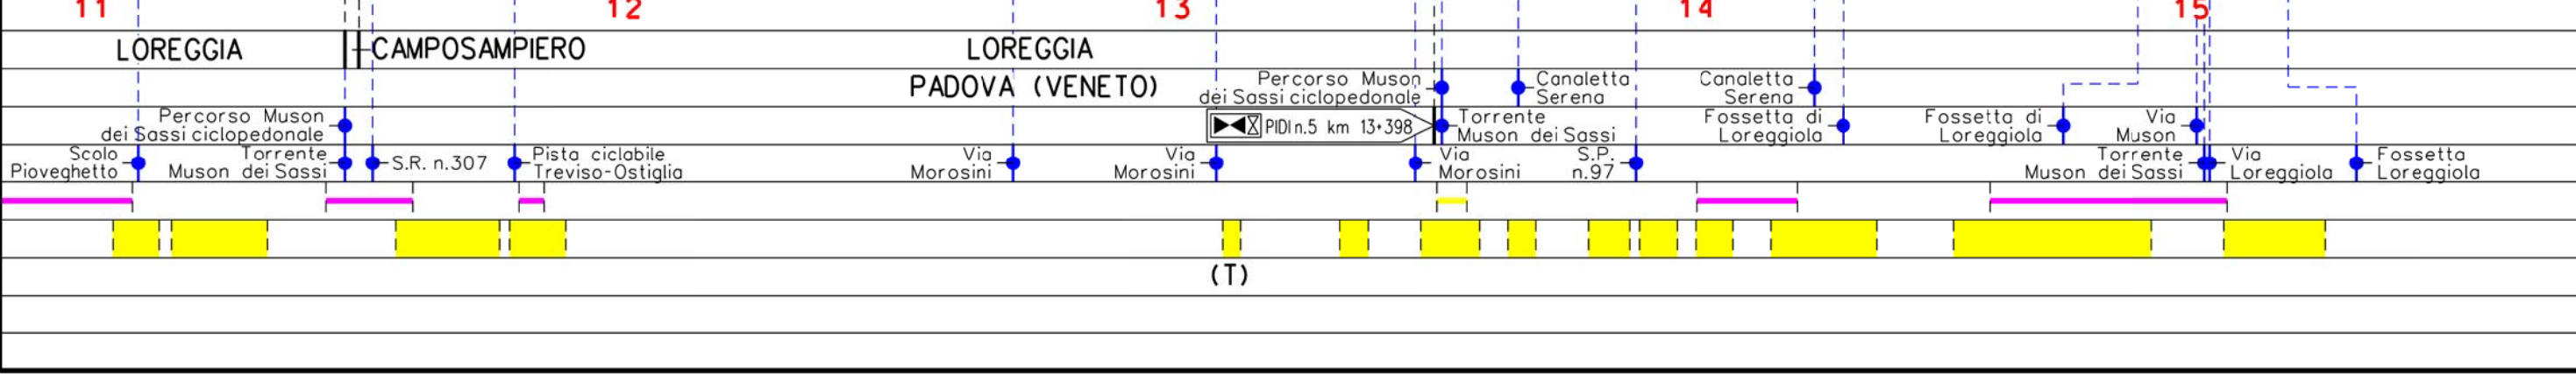 11 12 13 14 15
LOREGGIA CAMPOSAMPIERO LOREGGIA
PADOVA (VENETO)
Percorso Muson
dei Sassi ciclopedonale
Canaletta
Serena
Canaletta
Serena
Percorso Muson
dei Sassi ciclopedonale
PIDI n.5 km 13+398
Torrente
Muson dei Sassi
Fossetta di
Loreggiola
Fossetta di
Loreggiola
Via
Muson
Scolo
Pioveghetto
Torrente
Muson dei Sassi
S.R. n.307
Pista ciclabile
Treviso-Ostiglia
Via
Morosini
Via
Morosini
Via
Morosini
S.P.
n.97
Torrente
Muson dei Sassi
Via
Loreggiola
Fossetta
Loreggiola
(T)